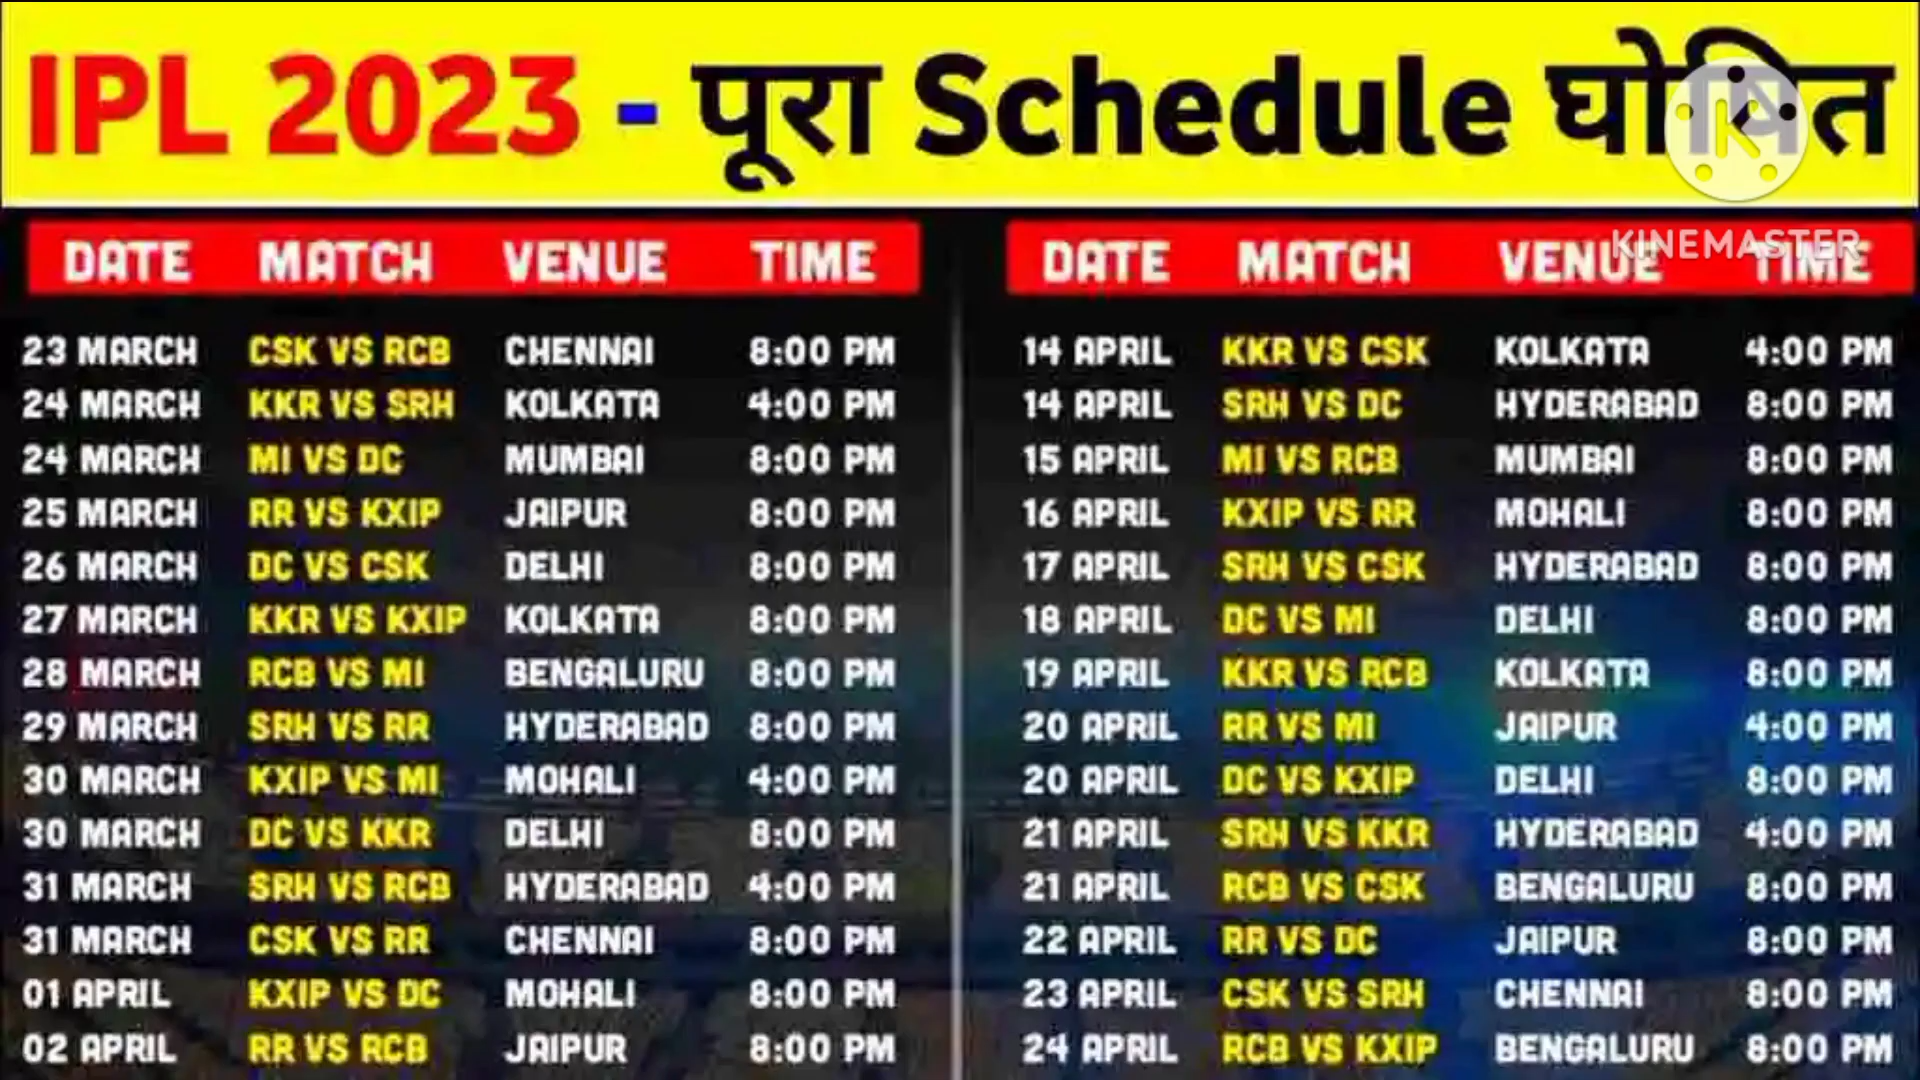 IPL 2023 - पूरा Schedule घोषित
KINEMASTER
DATE MATCH VENUE TIME
23 MARCH CSK VS RCB CHENNAI 8:00 PM
24 MARCH KKR VS SRH KOLKATA 4:00 PM
24 MARCH MI VS DC MUMBAI 8:00 PM
25 MARCH RR VS KXIP JAIPUR 8:00 PM
26 MARCH DC VS CSK DELHI 8:00 PM
27 MARCH KKR VS KXIP KOLKATA 8:00 PM
28 MARCH RCB VS MI BENGALURU 8:00 PM
29 MARCH SRH VS RR HYDERABAD 8:00 PM
30 MARCH KXIP VS MI MOHALI 4:00 PM
30 MARCH DC VS KKR DELHI 8:00 PM
31 MARCH SRH VS RCB HYDERABAD 4:00 PM
31 MARCH CSK VS RR CHENNAI 8:00 PM
01 APRIL KXIP VS DC MOHALI 8:00 PM
02 APRIL RR VS RCB JAIPUR 8:00 PM
DATE MATCH VENUE TIME
14 APRIL KKR VS CSK KOLKATA 4:00 PM
14 APRIL SRH VS DC HYDERABAD 8:00 PM
15 APRIL MI VS RCB MUMBAI 8:00 PM
16 APRIL KXIP VS RR MOHALI 8:00 PM
17 APRIL SRH VS CSK HYDERABAD 8:00 PM
18 APRIL DC VS MI DELHI 8:00 PM
19 APRIL KKR VS RCB KOLKATA 8:00 PM
20 APRIL RR VS MI JAIPUR 4:00 PM
20 APRIL DC VS KXIP DELHI 8:00 PM
21 APRIL SRH VS KKR HYDERABAD 4:00 PM
21 APRIL RCB VS CSK BENGALURU 8:00 PM
22 APRIL RR VS DC JAIPUR 8:00 PM
23 APRIL CSK VS SRH CHENNAI 8:00 PM
24 APRIL RCB VS KXIP BENGALURU 8:00 PM